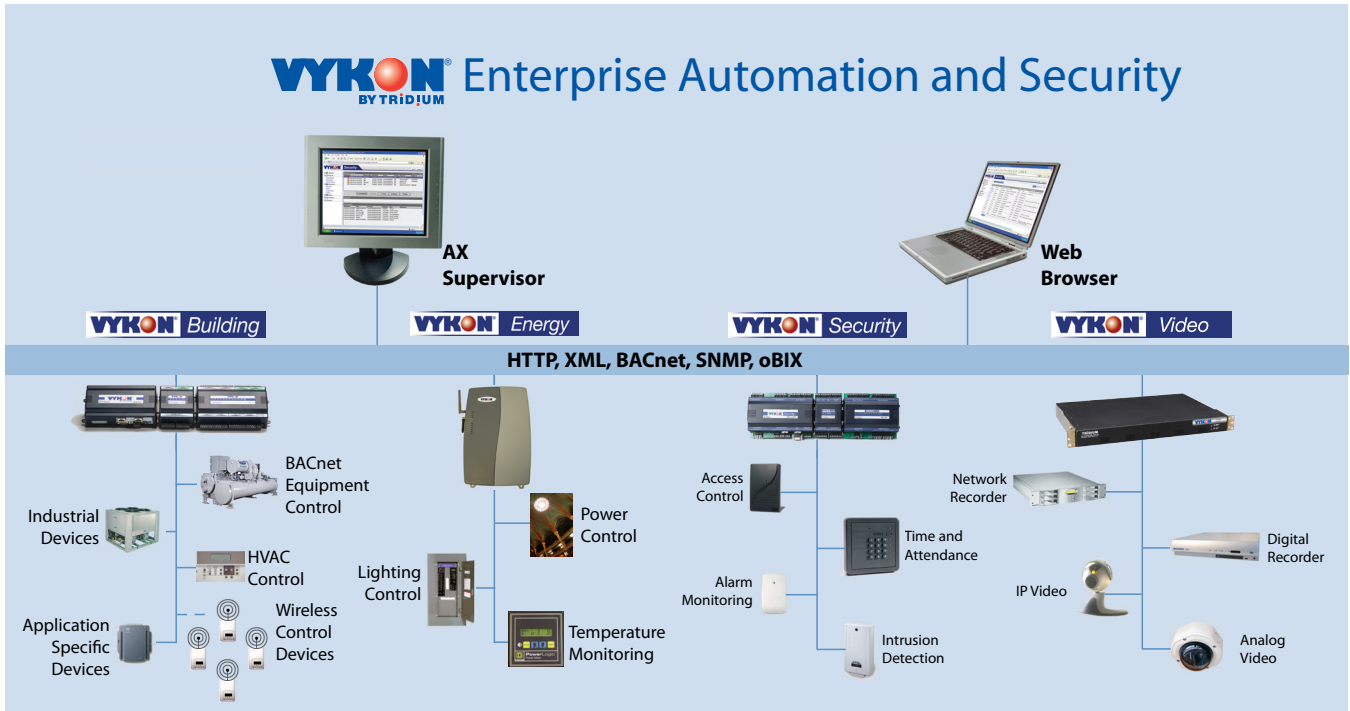 VYKON® Enterprise Automation and Security
BY TRIDIUM
AX
Supervisor
Web
Browser
VYKON® Building
VYKON® Energy
VYKON® Security
VYKON® Video
HTTP, XML, BACnet, SNMP, oBIX
BACnet
Equipment
Control
Industrial
Devices
HVAC
Control
Wireless
Control
Devices
Application
Specific
Devices
Power
Control
Lighting
Control
Temperature
Monitoring
PowerLogic
Access
Control
Time and
Attendance
Alarm
Monitoring
Intrusion
Detection
Network
Recorder
Digital
Recorder
IP Video
Analog
Video